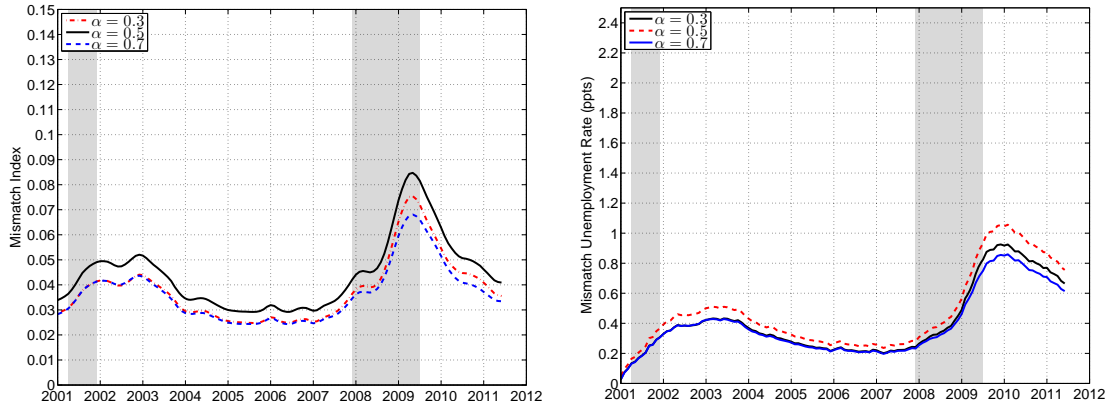 Mismatch Index
0.15
0.14
0.13
0.12
0.11
0.1
0.09
0.08
0.07
0.06
0.05
0.04
0.03
0.02
0.01
0
α = 0.3
α = 0.5
α = 0.7
2001 2002 2003 2004 2005 2006 2007 2008 2009 2010 2011 2012
Mismatch Unemployment Rate (ppts)
2.4
2.2
2
1.8
1.6
1.4
1.2
1
0.8
0.6
0.4
0.2
0
α = 0.3
α = 0.5
α = 0.7
2001 2002 2003 2004 2005 2006 2007 2008 2009 2010 2011 2012